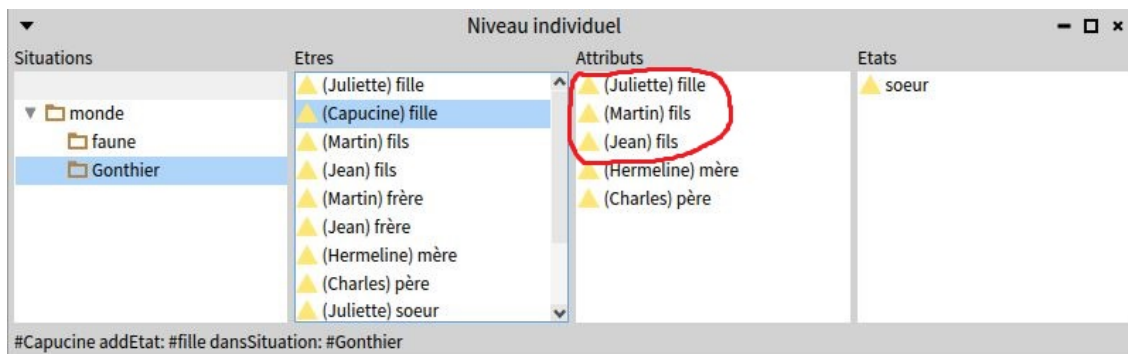 Niveau individuel
Situations
monde
faune
Gonthier
Etres
(Juliette) fille
(Capucine) fille
(Martin) fils
(Jean) fils
(Martin) frère
(Jean) frère
(Hermeline) mère
(Charles) père
(Juliette) soeur
Attributs
(Juliette) fille
(Martin) fils
(Jean) fils
(Hermeline) mère
(Charles) père
Etats
soeur
#Capucine addEtat: #fille dansSituation: #Gonthier